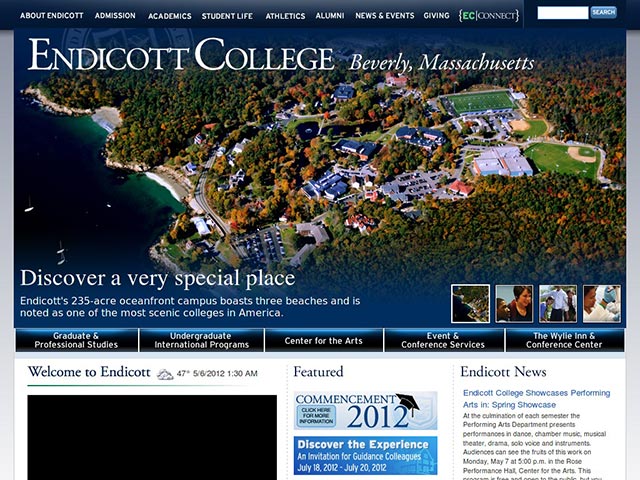 ABOUT ENDICOTT ADMISSION ACADEMICS STUDENT LIFE ATHLETICS ALUMNI NEWS & EVENTS GIVING {EC|CONNECT} SEARCH
ENDICOTT COLLEGE Beverly, Massachusetts
Discover a very special place
Endicott's 235-acre oceanfront campus boasts three beaches and is
noted as one of the most scenic colleges in America.
Graduate &
Professional Studies
Undergraduate
International Programs
Center for the Arts
Event &
Conference Services
The Wylie Inn &
Conference Center
Welcome to Endicott 47° 5/6/2012 1:30 AM
Featured
COMMENCEMENT
CLICK HERE
FOR MORE
INFORMATION
2012
Discover the Experience
An Invitation for Guidance Colleagues
July 18, 2012 - July 20, 2012
Endicott News
Endicott College Showcases Performing
Arts in: Spring Showcase
At the culmination of each semester the
Performing Arts Department presents
performances in dance, chamber music, musical
theater, drama, solo voice and instruments.
Audiences can see the fruits of this work on
Monday, May 7 at 5:00 p.m. in the Rose
Performance Hall, Center for the Arts. This
program is free and open to the public, but you